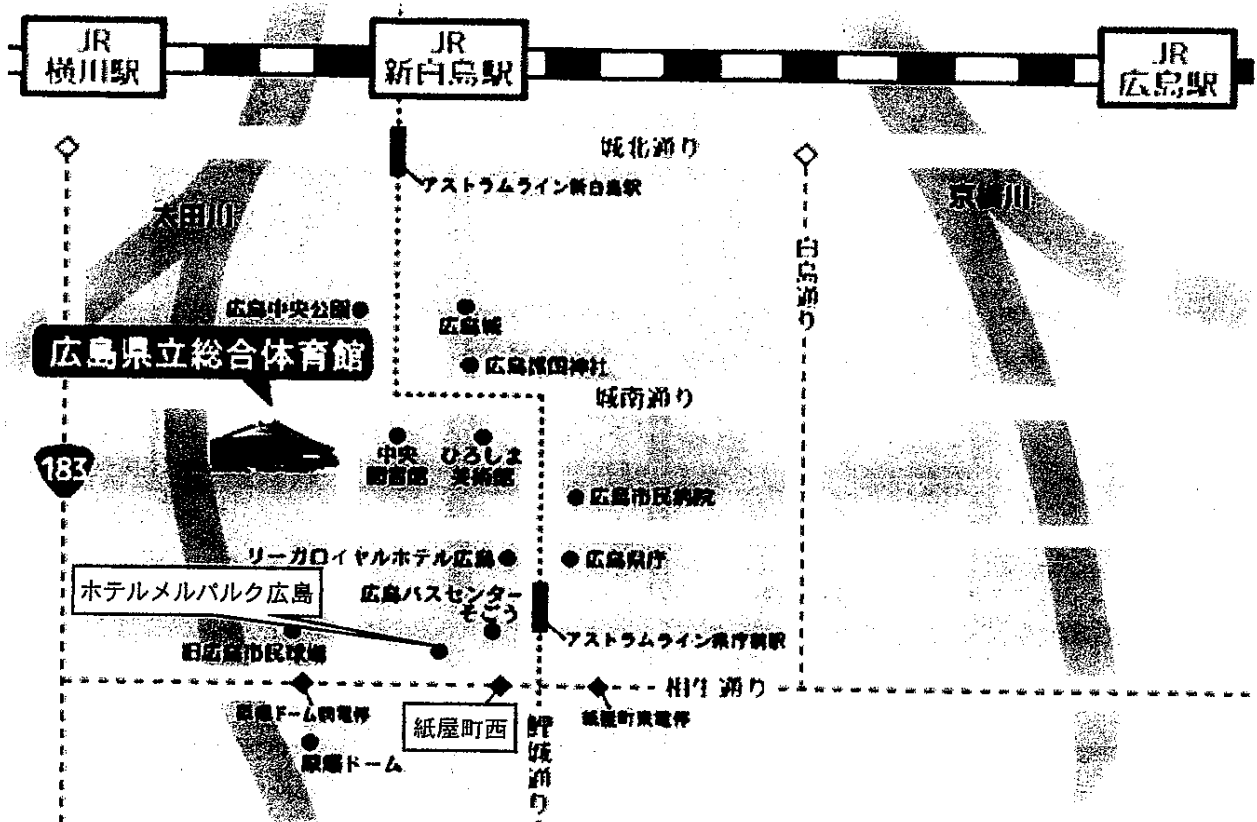 JR
横川駅
JR
新白島駅
JR
広島駅
城北通り
アストラムライン新白島駅
太田川
京橋川
白島通り
広島中央公園
広島城
広島県立総合体育館
広島護国神社
城南通り
183
中央
図書館
ひろしま
美術館
広島市民病院
リーガロイヤルホテル広島
広島県庁
ホテルメルパルク広島
広島バスセンター
そごう
アストラムライン県庁前駅
旧広島市民球場
相生通り
原爆ドーム前電停
紙屋町西
紙屋町東電停
鯉城通り
原爆ドーム